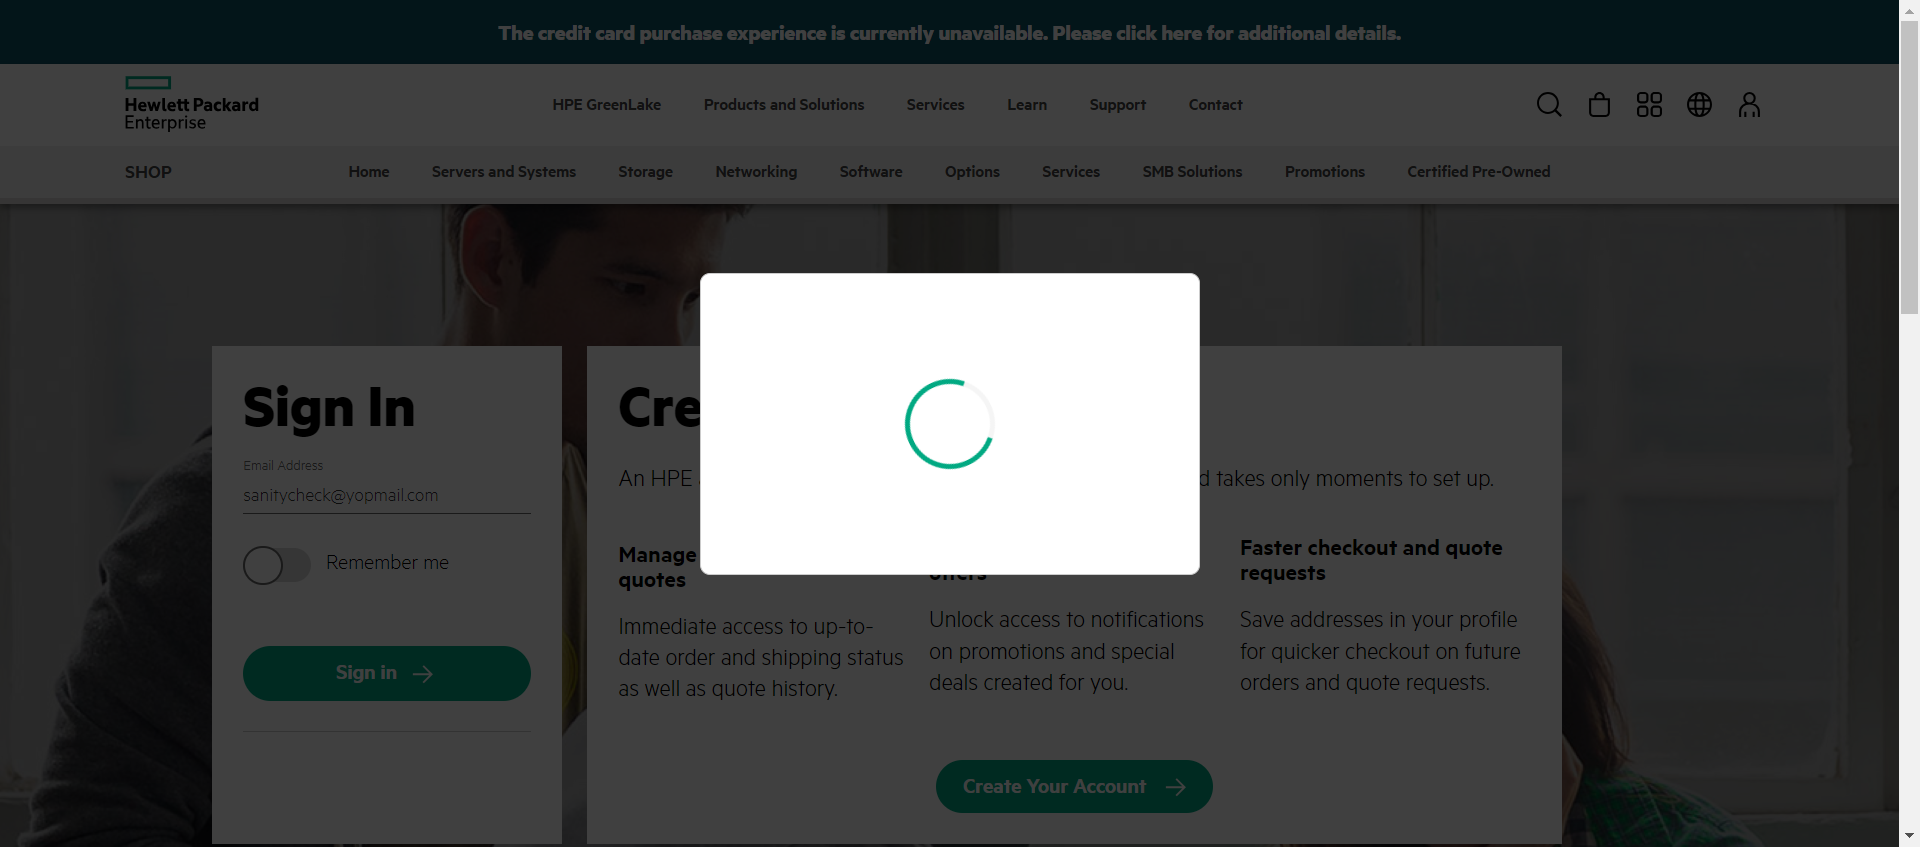 The credit card purchase experience is currently unavailable. Please click here for additional details.
Hewlett Packard
Enterprise
HPE GreenLake Products and Solutions Services Learn Support Contact
SHOP Home Servers and Systems Storage Networking Software Options Services SMB Solutions Promotions Certified Pre-Owned
Sign In
Email Address
sanitycheck@yopmail.com
Remember me
Sign in
Cre
An HPE
takes only moments to set up.
Manage
quotes
Immediate access to up-to-
date order and shipping status
as well as quote history.
Unlock access to notifications
on promotions and special
deals created for you.
Faster checkout and quote
requests
Save addresses in your profile
for quicker checkout on future
orders and quote requests.
Create Your Account